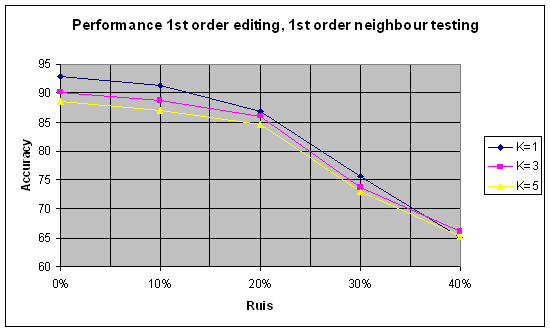 Performance 1st order editing, 1st order neighbour testing
95
90
85
80
75
70
65
60
Accuracy
0% 10% 20% 30% 40%
Ruis
K=1
K=3
K=5